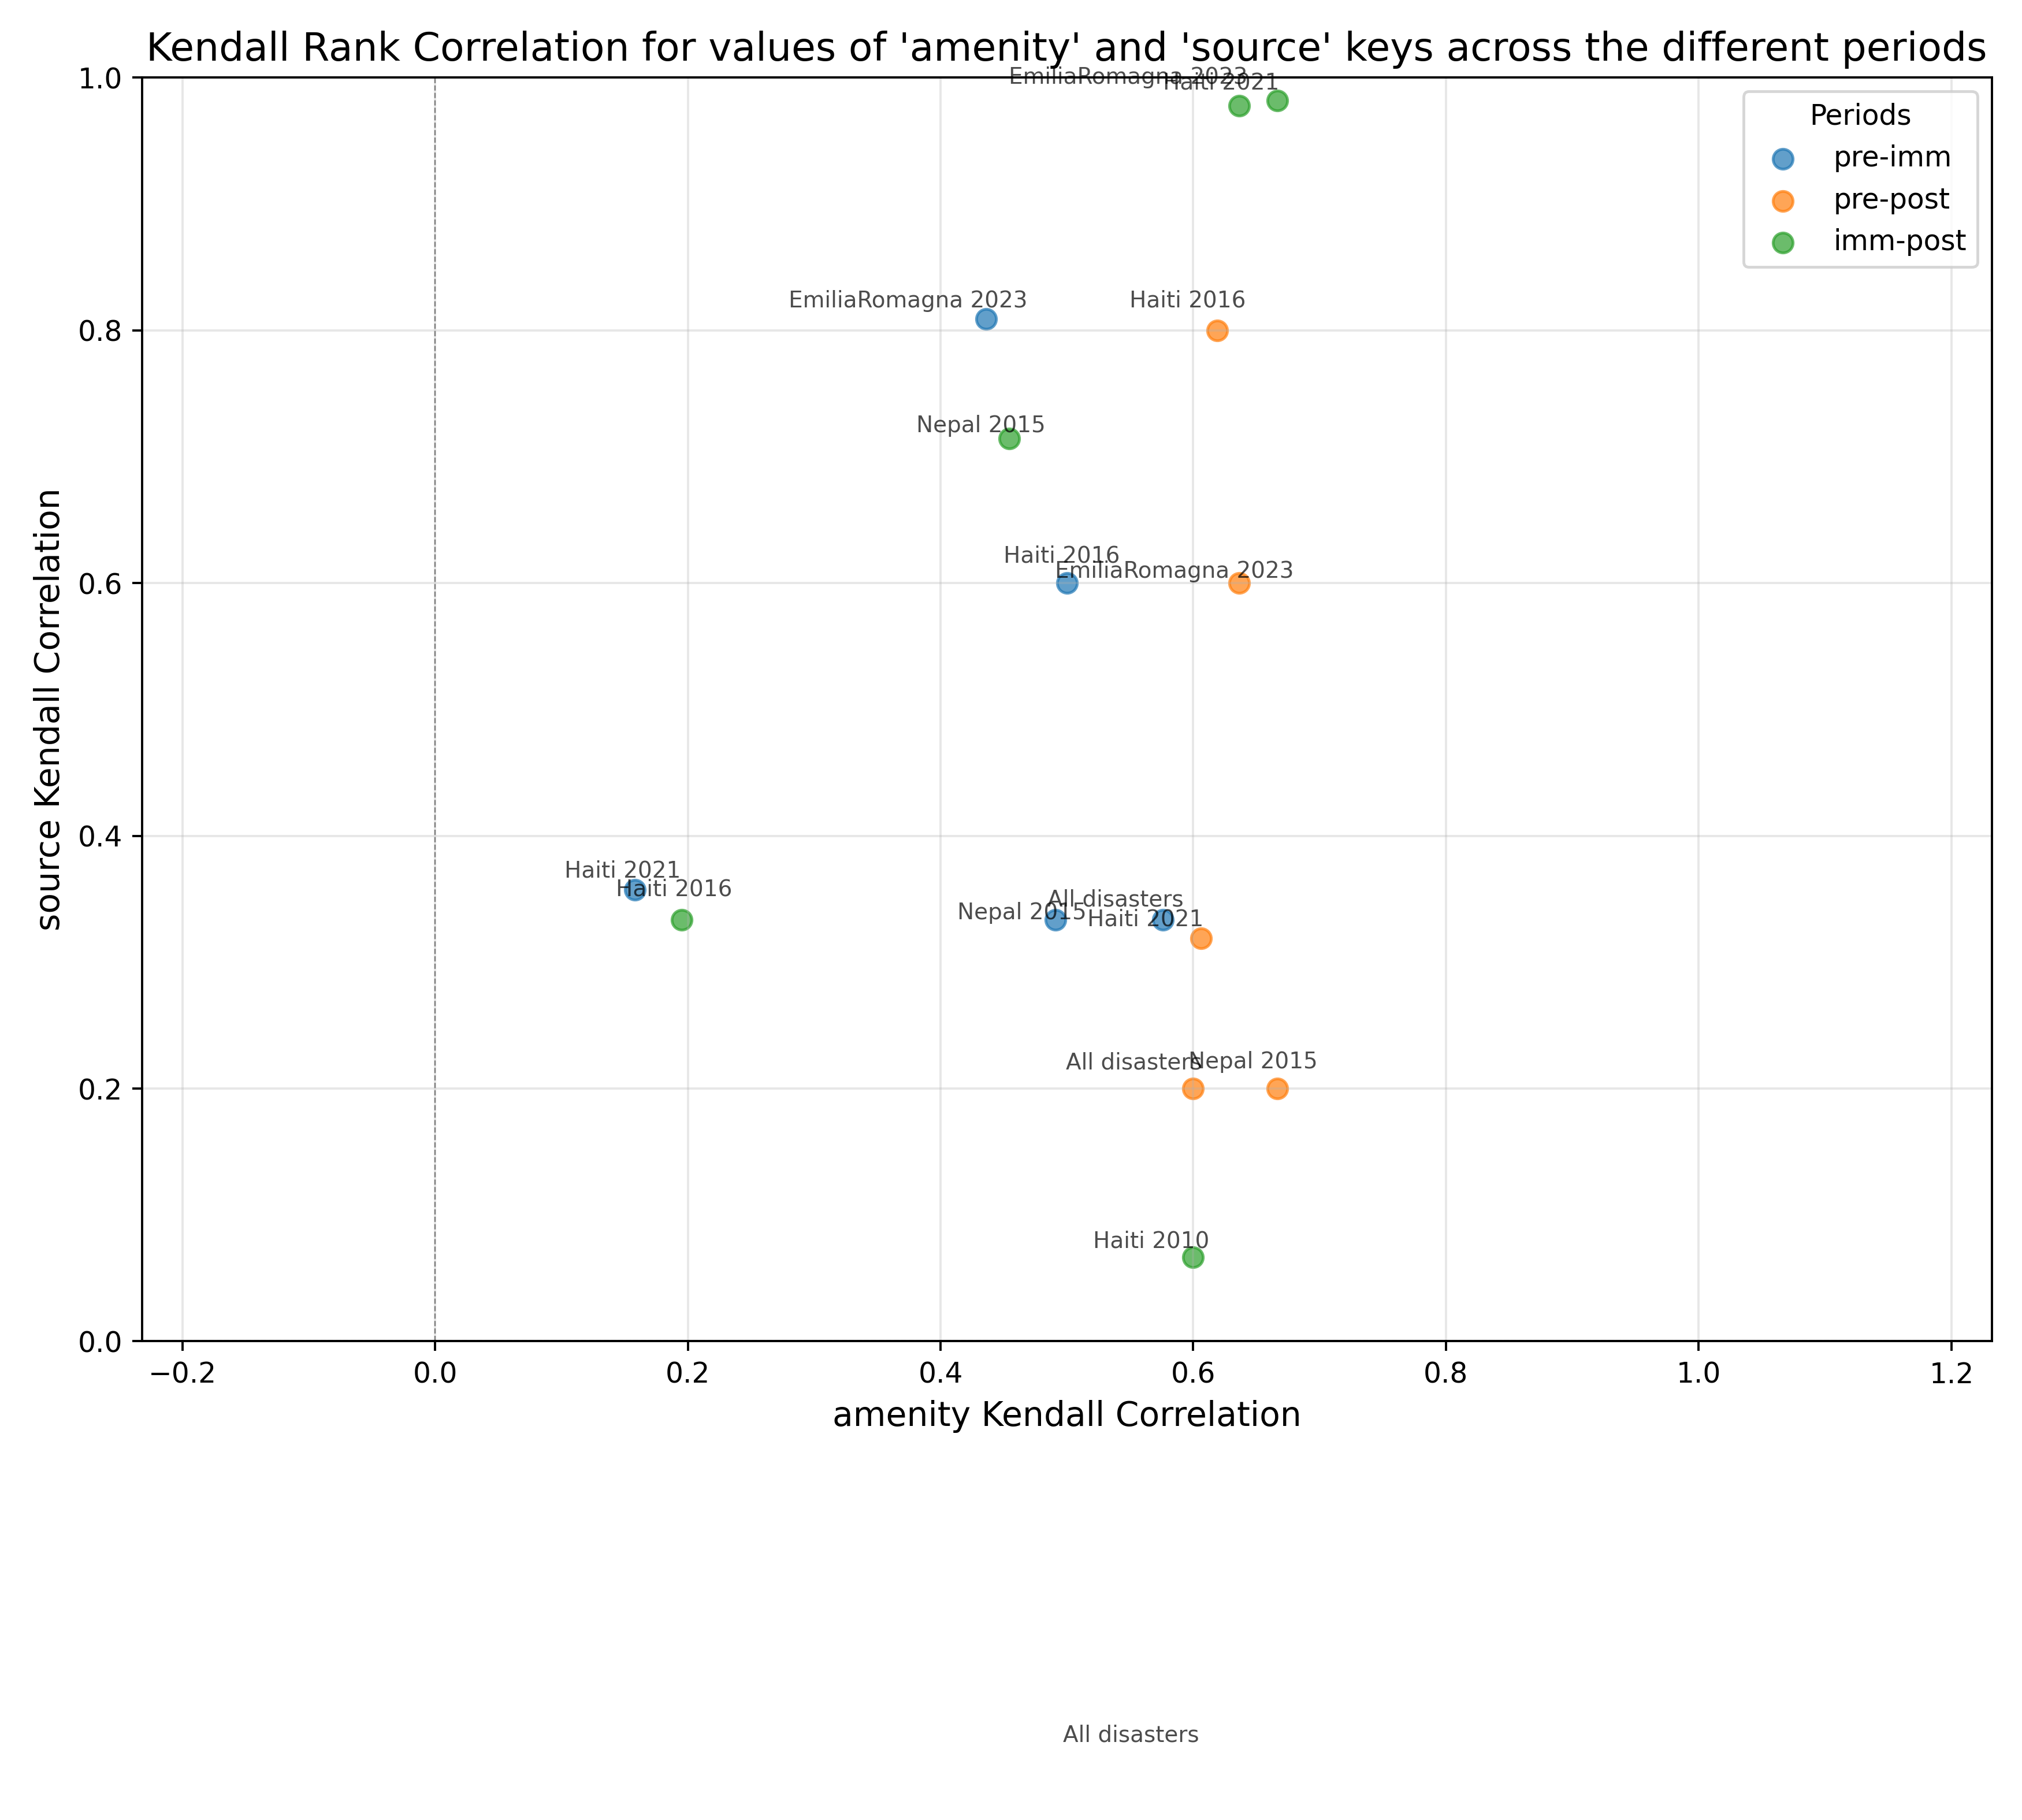 Kendall Rank Correlation for values of 'amenity' and 'source' keys across the different periods
EmiliaRomagna 2023
Haiti 2021
1.0
Periods
pre-imm
pre-post
imm-post
EmiliaRomagna 2023
Haiti 2016
0.8
Nepal 2015
Haiti 2016
EmiliaRomagna 2023
0.6
source Kendall Correlation
0.4
Haiti 2021
Haiti 2016
All disasters
Nepal 2015
Haiti 2021
All disasters
Nepal 2015
0.2
Haiti 2010
0.0
−0.2 0.0 0.2 0.4 0.6 0.8 1.0 1.2
amenity Kendall Correlation
All disasters